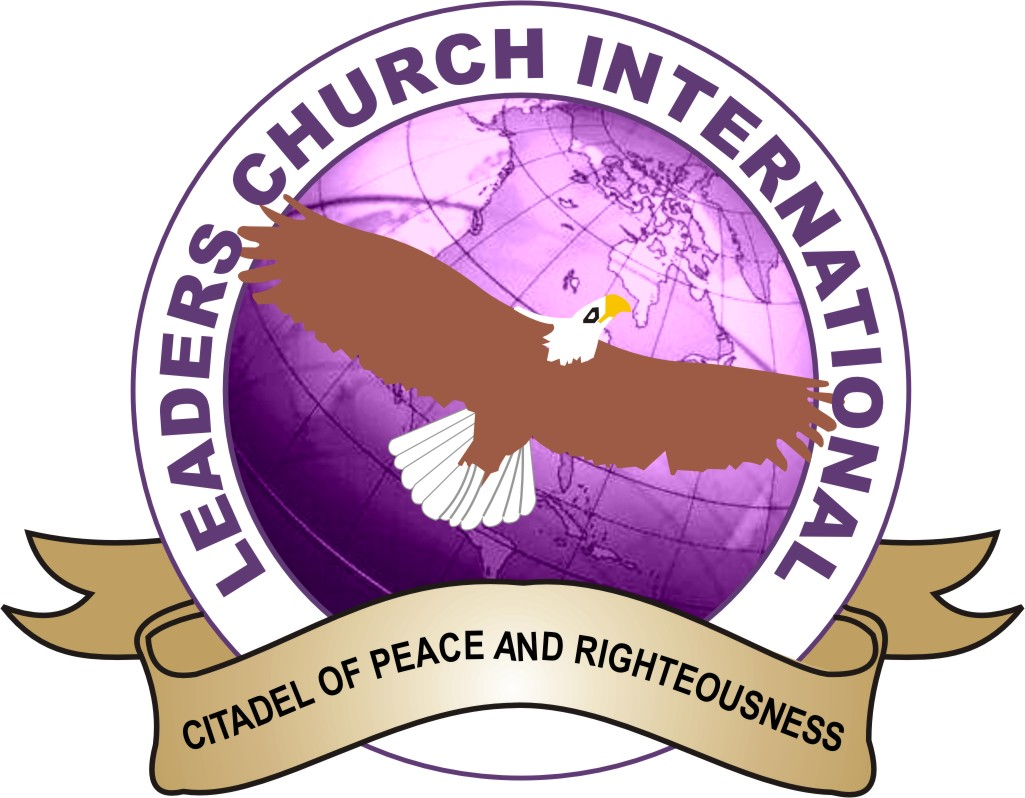 LEADERS CHURCH INTERNATIONAL
CITADEL OF PEACE AND RIGHTEOUSNESS